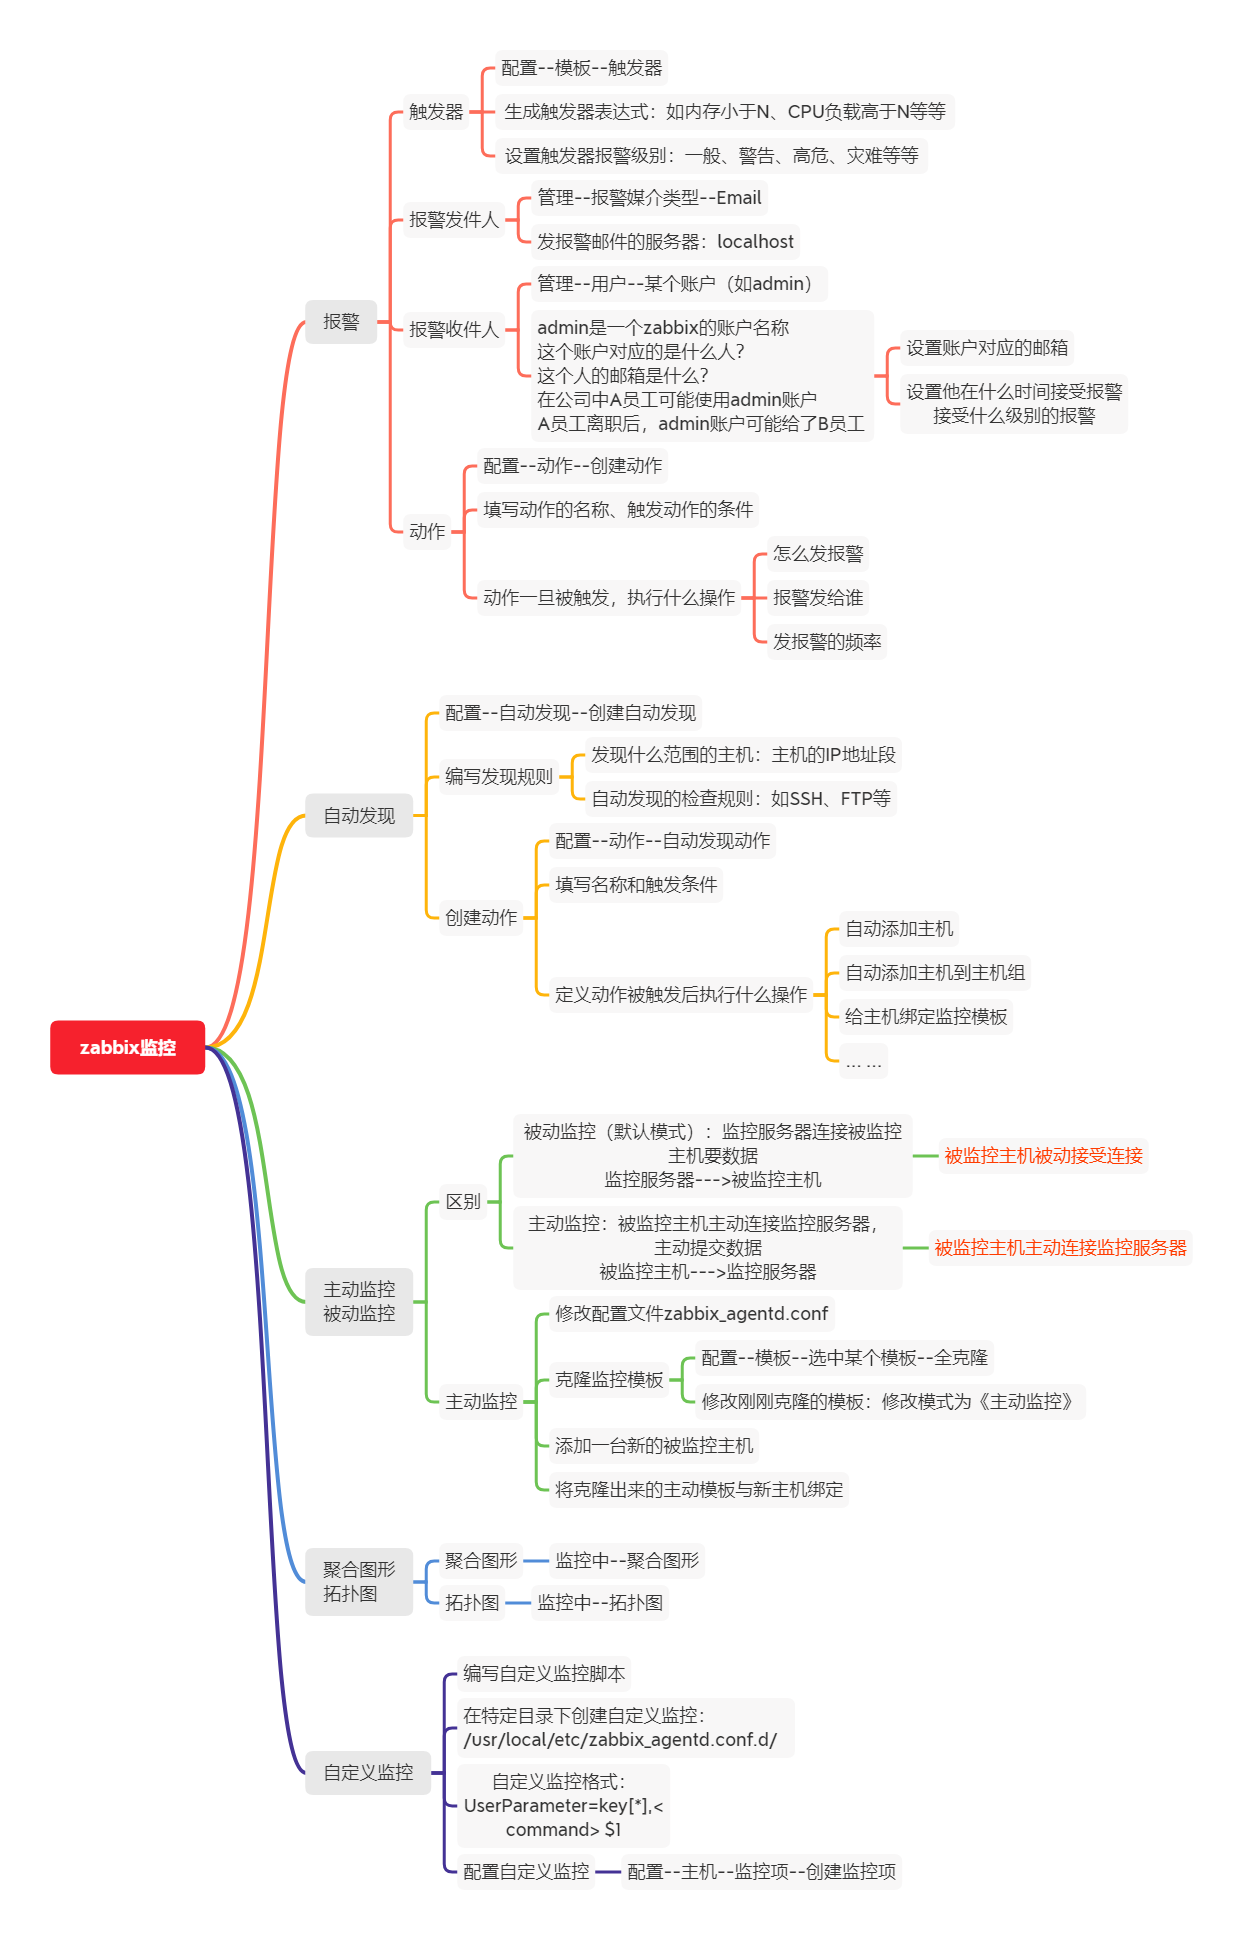 zabbix监控
报警
触发器
配置--模板--触发器
生成触发器表达式：如内存小于N、CPU负载高于N等等
设置触发器报警级别：一般、警告、高危、灾难等等
报警发件人
管理--报警媒介类型--Email
发报警邮件的服务器：localhost
报警收件人
管理--用户--某个账户（如admin）
admin是一个zabbix的账户名称
这个账户对应的是什么人？
这个人的邮箱是什么？
在公司中A员工可能使用admin账户
A员工离职后，admin账户可能给了B员工
设置账户对应的邮箱
设置他在什么时间接受报警
接受什么级别的报警
动作
配置--动作--创建动作
填写动作的名称、触发动作的条件
动作一旦被触发，执行什么操作
怎么发报警
报警发给谁
发报警的频率
自动发现
配置--自动发现--创建自动发现
编写发现规则
发现什么范围的主机：主机的IP地址段
自动发现的检查规则：如SSH、FTP等
创建动作
配置--动作--自动发现动作
填写名称和触发条件
定义动作被触发后执行什么操作
自动添加主机
自动添加主机到主机组
给主机绑定监控模板
... ...
主动监控
被动监控
区别
被动监控（默认模式）：监控服务器连接被监控
主机要数据
监控服务器--->被监控主机
被监控主机被动接受连接
主动监控：被监控主机主动连接监控服务器，
主动提交数据
被监控主机--->监控服务器
被监控主机主动连接监控服务器
主动监控
修改配置文件zabbix_agentd.conf
克隆监控模板
配置--模板--选中某个模板--全克隆
修改刚刚克隆的模板：修改模式为《主动监控》
添加一台新的被监控主机
将克隆出来的主动模板与新主机绑定
聚合图形
拓扑图
聚合图形
监控中--聚合图形
拓扑图
监控中--拓扑图
自定义监控
编写自定义监控脚本
在特定目录下创建自定义监控：
/usr/local/etc/zabbix_agentd.conf.d/
自定义监控格式：
UserParameter=key[*],<
command> $1
配置自定义监控
配置--主机--监控项--创建监控项